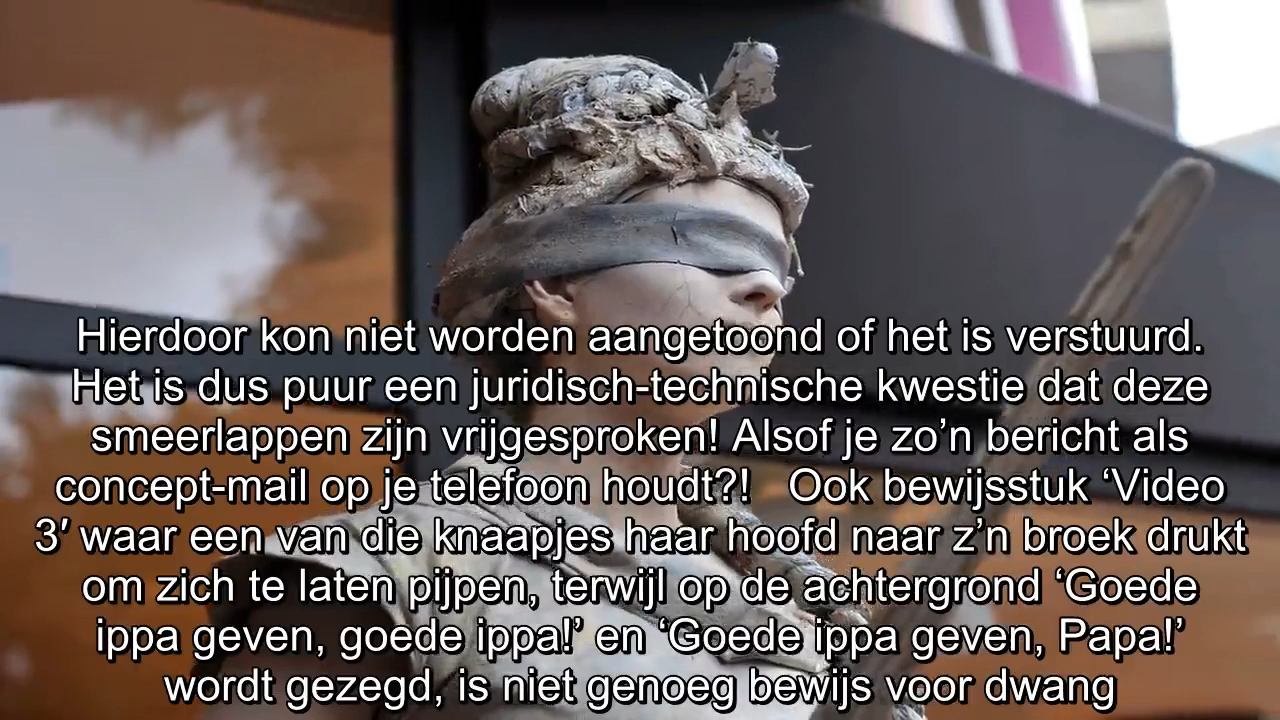 Hierdoor kon niet worden aangetoond of het is verstuurd.
Het is dus puur een juridisch-technische kwestie dat deze
smeerlappen zijn vrijgesproken! Alsof je zo’n bericht als
concept-mail op je telefoon houdt?!   Ook bewijsstuk ‘Video
3′ waar een van die knaapjes haar hoofd naar z’n broek drukt
om zich te laten pijpen, terwijl op de achtergrond ‘Goede
ippa geven, goede ippa!’ en ‘Goede ippa geven, Papa!’
wordt gezegd, is niet genoeg bewijs voor dwang